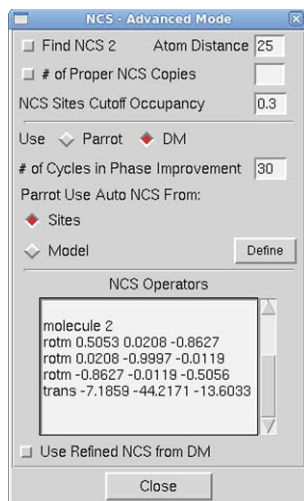 NCS - Advanced Mode
Find NCS 2 Atom Distance 25
# of Proper NCS Copies
NCS Sites Cutoff Occupancy 0.3
Use Parrot DM
# of Cycles in Phase Improvement 30
Parrot Use Auto NCS From:
Sites
Model Define
NCS Operators
molecule 2
rotm 0.5053 0.0208 -0.8627
rotm 0.0208 -0.9997 -0.0119
rotm -0.8627 -0.0119 -0.5056
trans -7.1859 -44.2171 -13.6033
Use Refined NCS from DM
Close